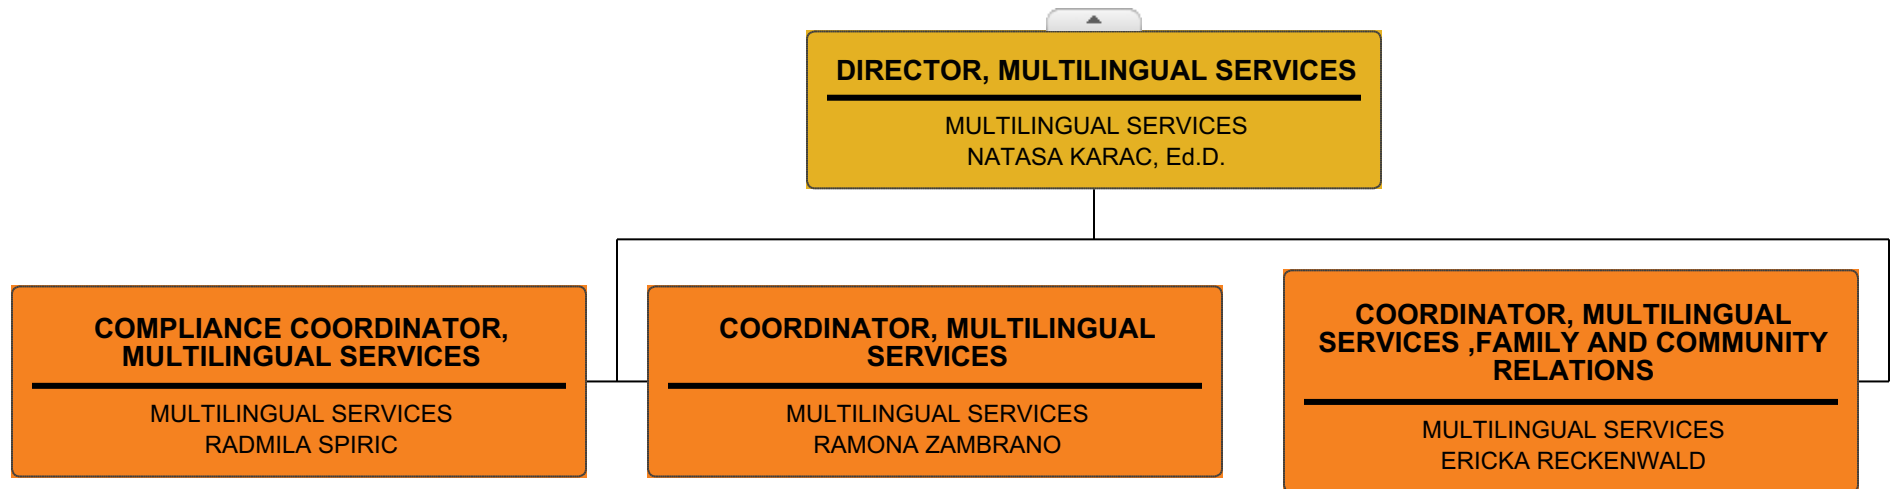 DIRECTOR, MULTILINGUAL SERVICES
MULTILINGUAL SERVICES
NATASA KARAC, Ed.D.
COMPLIANCE COORDINATOR,
MULTILINGUAL SERVICES
MULTILINGUAL SERVICES
RADMILA SPIRIC
COORDINATOR, MULTILINGUAL
SERVICES
MULTILINGUAL SERVICES
RAMONA ZAMBRANO
COORDINATOR, MULTILINGUAL
SERVICES ,FAMILY AND COMMUNITY
RELATIONS
MULTILINGUAL SERVICES
ERICKA RECKENWALD